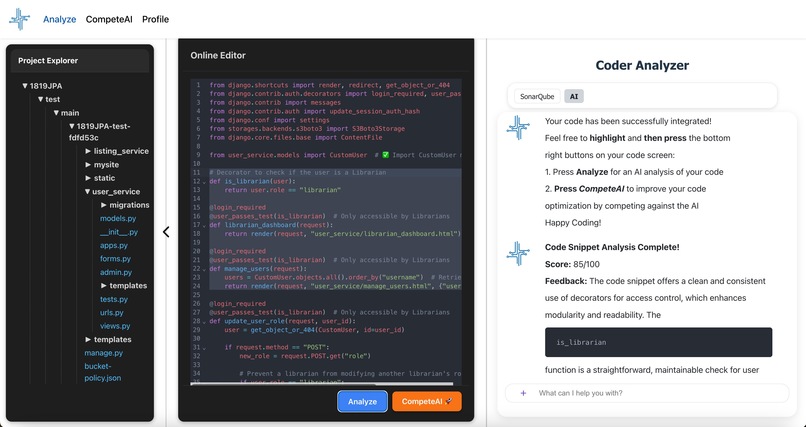 Analyze CompeteAI Profile
Project Explorer
▼ 1819JPA
▼ test
▼ main
▼ 1819JPA-test-
fdfd53c
▶ listing_service
▶ mysite
▶ static
▼ user_service
▶ migrations
models.py
__init__.py
apps.py
forms.py
admin.py
▶ templates
tests.py
urls.py
views.py
▶ templates
manage.py
bucket-
policy.json
Online Editor
1 from django.shortcuts import render, redirect, get_object_or_404
2 from django.contrib.auth.decorators import login_required, user_pas
3 from django.contrib import messages
4 from django.contrib.auth import update_session_auth_hash
5 from django.conf import settings
6 from storages.backends.s3boto3 import S3Boto3Storage
7 from django.core.files.base import ContentFile
8
9 from user_service.models import CustomUser # ✅ Import CustomUser
10
11 # Decorator to check if the user is a Librarian
12 def is_librarian(user):
13 return user.role == "librarian"
14
15 @login_required
16 @user_passes_test(is_librarian) # Only accessible by Librarians
17 def librarian_dashboard(request):
18 return render(request, "user_service/librarian_dashboard.html")
19
20 @login_required
21 @user_passes_test(is_librarian) # Only accessible by Librarians
22 def manage_users(request):
23 users = CustomUser.objects.all().order_by("username") # Retrie
24 return render(request, "user_service/manage_users.html", {"user
25
26 @login_required
27 @user_passes_test(is_librarian) # Only accessible by Librarians
28 def update_user_role(request, user_id):
29 user = get_object_or_404(CustomUser, id=user_id)
30
31 if request.method == "POST":
32 new_role = request.POST.get("role")
33
34 # Prevent a librarian from modifying another librarian's ro
35 if user.role == "librarian":
Analyze
CompeteAI 🚀
Coder Analyzer
SonarQube AI
Your code has been successfully integrated!
Feel free to highlight and then press the bottom
right buttons on your code screen:
1. Press Analyze for an AI analysis of your code
2. Press CompeteAI to improve your code
optimization by competing against the AI
Happy Coding!
Code Snippet Analysis Complete!
Score: 85/100
Feedback: The code snippet offers a clean and consistent
use of decorators for access control, which enhances
modularity and readability. The
is_librarian
function is a straightforward, maintainable check for user
+ What can I help you with?